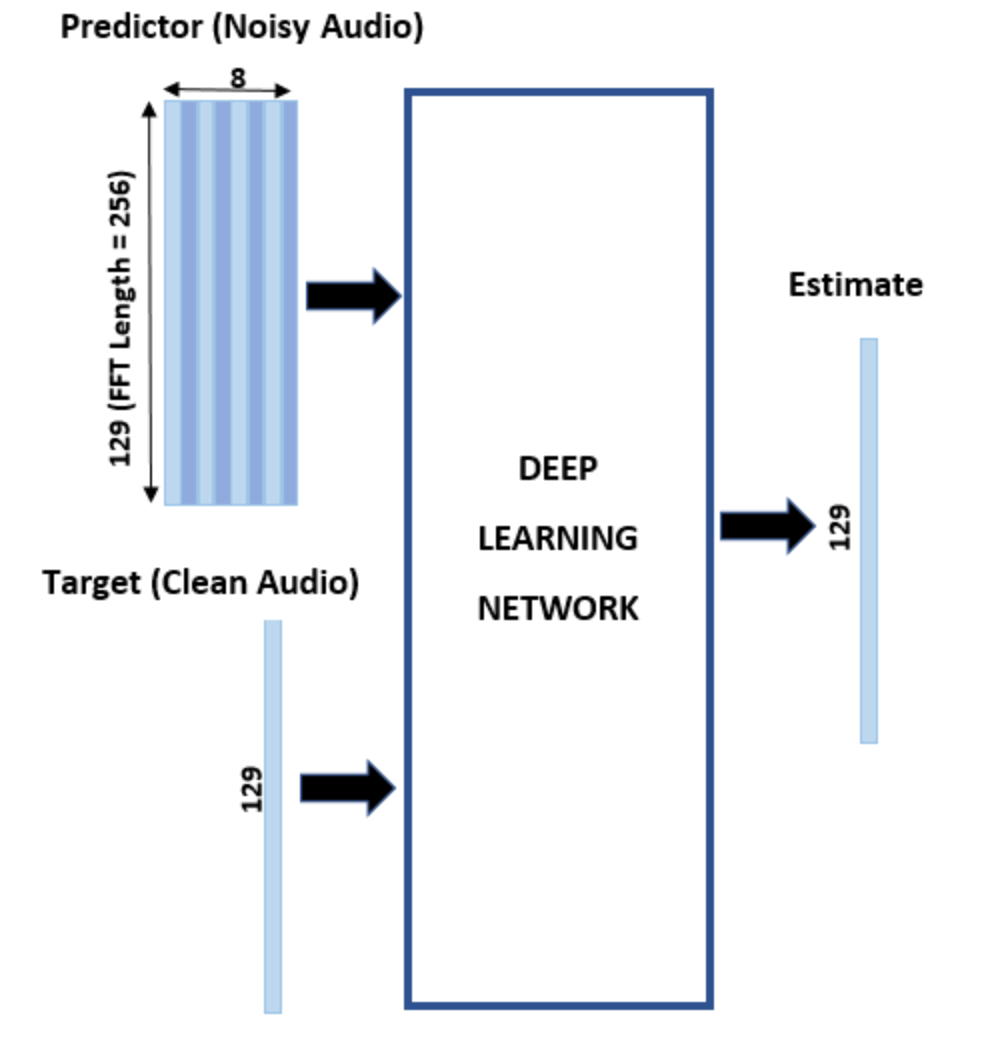 Predictor (Noisy Audio)
8
129 (FFT Length = 256)
Target (Clean Audio)
129
DEEP
LEARNING
NETWORK
Estimate
129